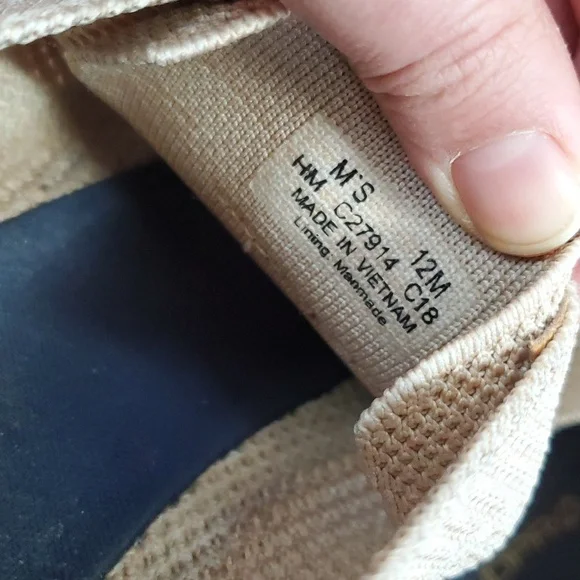 M'S 12M
HM C27914 C18
MADE IN VIETNAM
Lining: Manmade